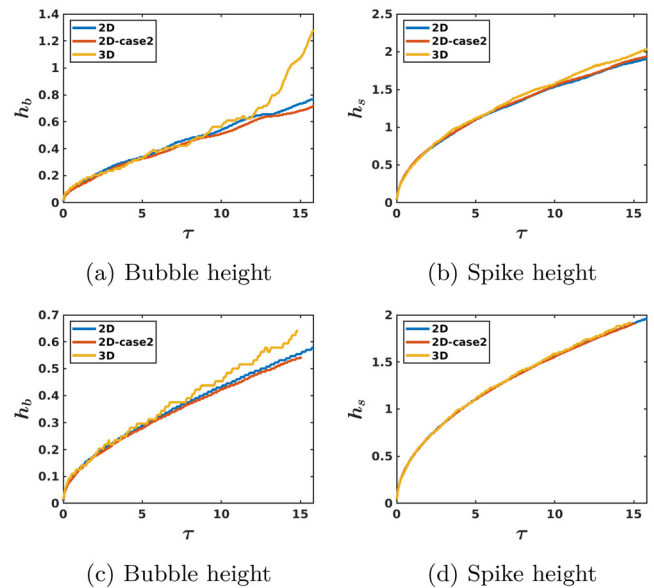 1.4
1.2
1
0.8
0.6
0.4
0.2
0
0 5 10 15
h_b
τ
2D
2D-case2
3D
(a) Bubble height
2.5
2
1.5
1
0.5
0
0 5 10 15
h_s
τ
2D
2D-case2
3D
(b) Spike height
0.7
0.6
0.5
0.4
0.3
0.2
0.1
0
0 5 10 15
h_b
τ
2D
2D-case2
3D
(c) Bubble height
2
1.5
1
0.5
0
0 5 10 15
h_s
τ
2D
2D-case2
3D
(d) Spike height